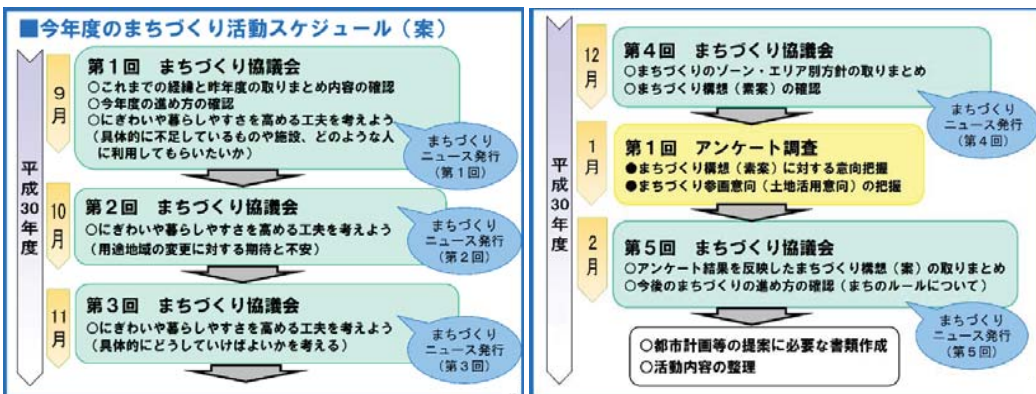 ■今年度のまちづくり活動スケジュール（案）
平成30年度
9月
第1回　まちづくり協議会
○これまでの経緯と昨年度の取りまとめ内容の確認
○今年度の進め方の確認
○にぎわいや暮らしやすさを高める工夫を考えよう
（具体的に不足しているものや施設、どのような人
に利用してもらいたいか）
まちづくり
ニュース発行
（第1回）
10月
第2回　まちづくり協議会
○にぎわいや暮らしやすさを高める工夫を考えよう
（用途地域の変更に対する期待と不安）
まちづくり
ニュース発行
（第2回）
11月
第3回　まちづくり協議会
○にぎわいや暮らしやすさを高める工夫を考えよう
（具体的にどうしていけばよいかを考える）
まちづくり
ニュース発行
（第3回）
平成30年度
12月
第4回　まちづくり協議会
○まちづくりのゾーン・エリア別方針の取りまとめ
○まちづくり構想（素案）の確認
まちづくり
ニュース発行
（第4回）
1月
第1回　アンケート調査
●まちづくり構想（素案）に対する意向把握
●まちづくり参画意向（土地活用意向）の把握
2月
第5回　まちづくり協議会
○アンケート結果を反映したまちづくり構想（案）の取りまとめ
○今後のまちづくりの進め方の確認（まちのルールについて）
まちづくり
ニュース発行
（第5回）
○都市計画等の提案に必要な書類作成
○活動内容の整理